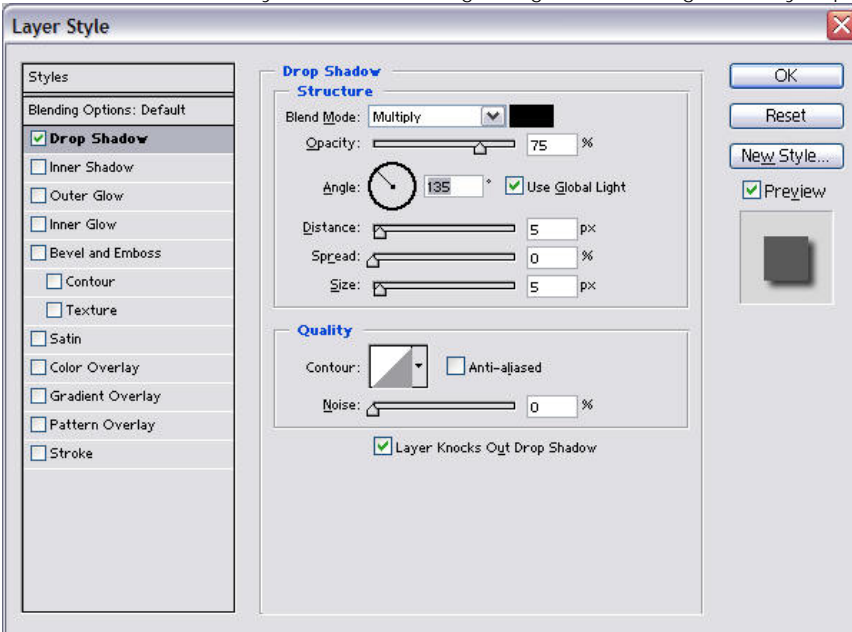 Layer Style
Styles
Blending Options: Default
Drop Shadow
Inner Shadow
Outer Glow
Inner Glow
Bevel and Emboss
Contour
Texture
Satin
Color Overlay
Gradient Overlay
Pattern Overlay
Stroke
Drop Shadow
Structure
Blend Mode: Multiply
Opacity: 75 %
Angle: 135 ° Use Global Light
Distance: 5 px
Spread: 0 %
Size: 5 px
Quality
Contour: Anti-aliased
Noise: 0 %
Layer Knocks Out Drop Shadow
OK
Reset
New Style...
Preview